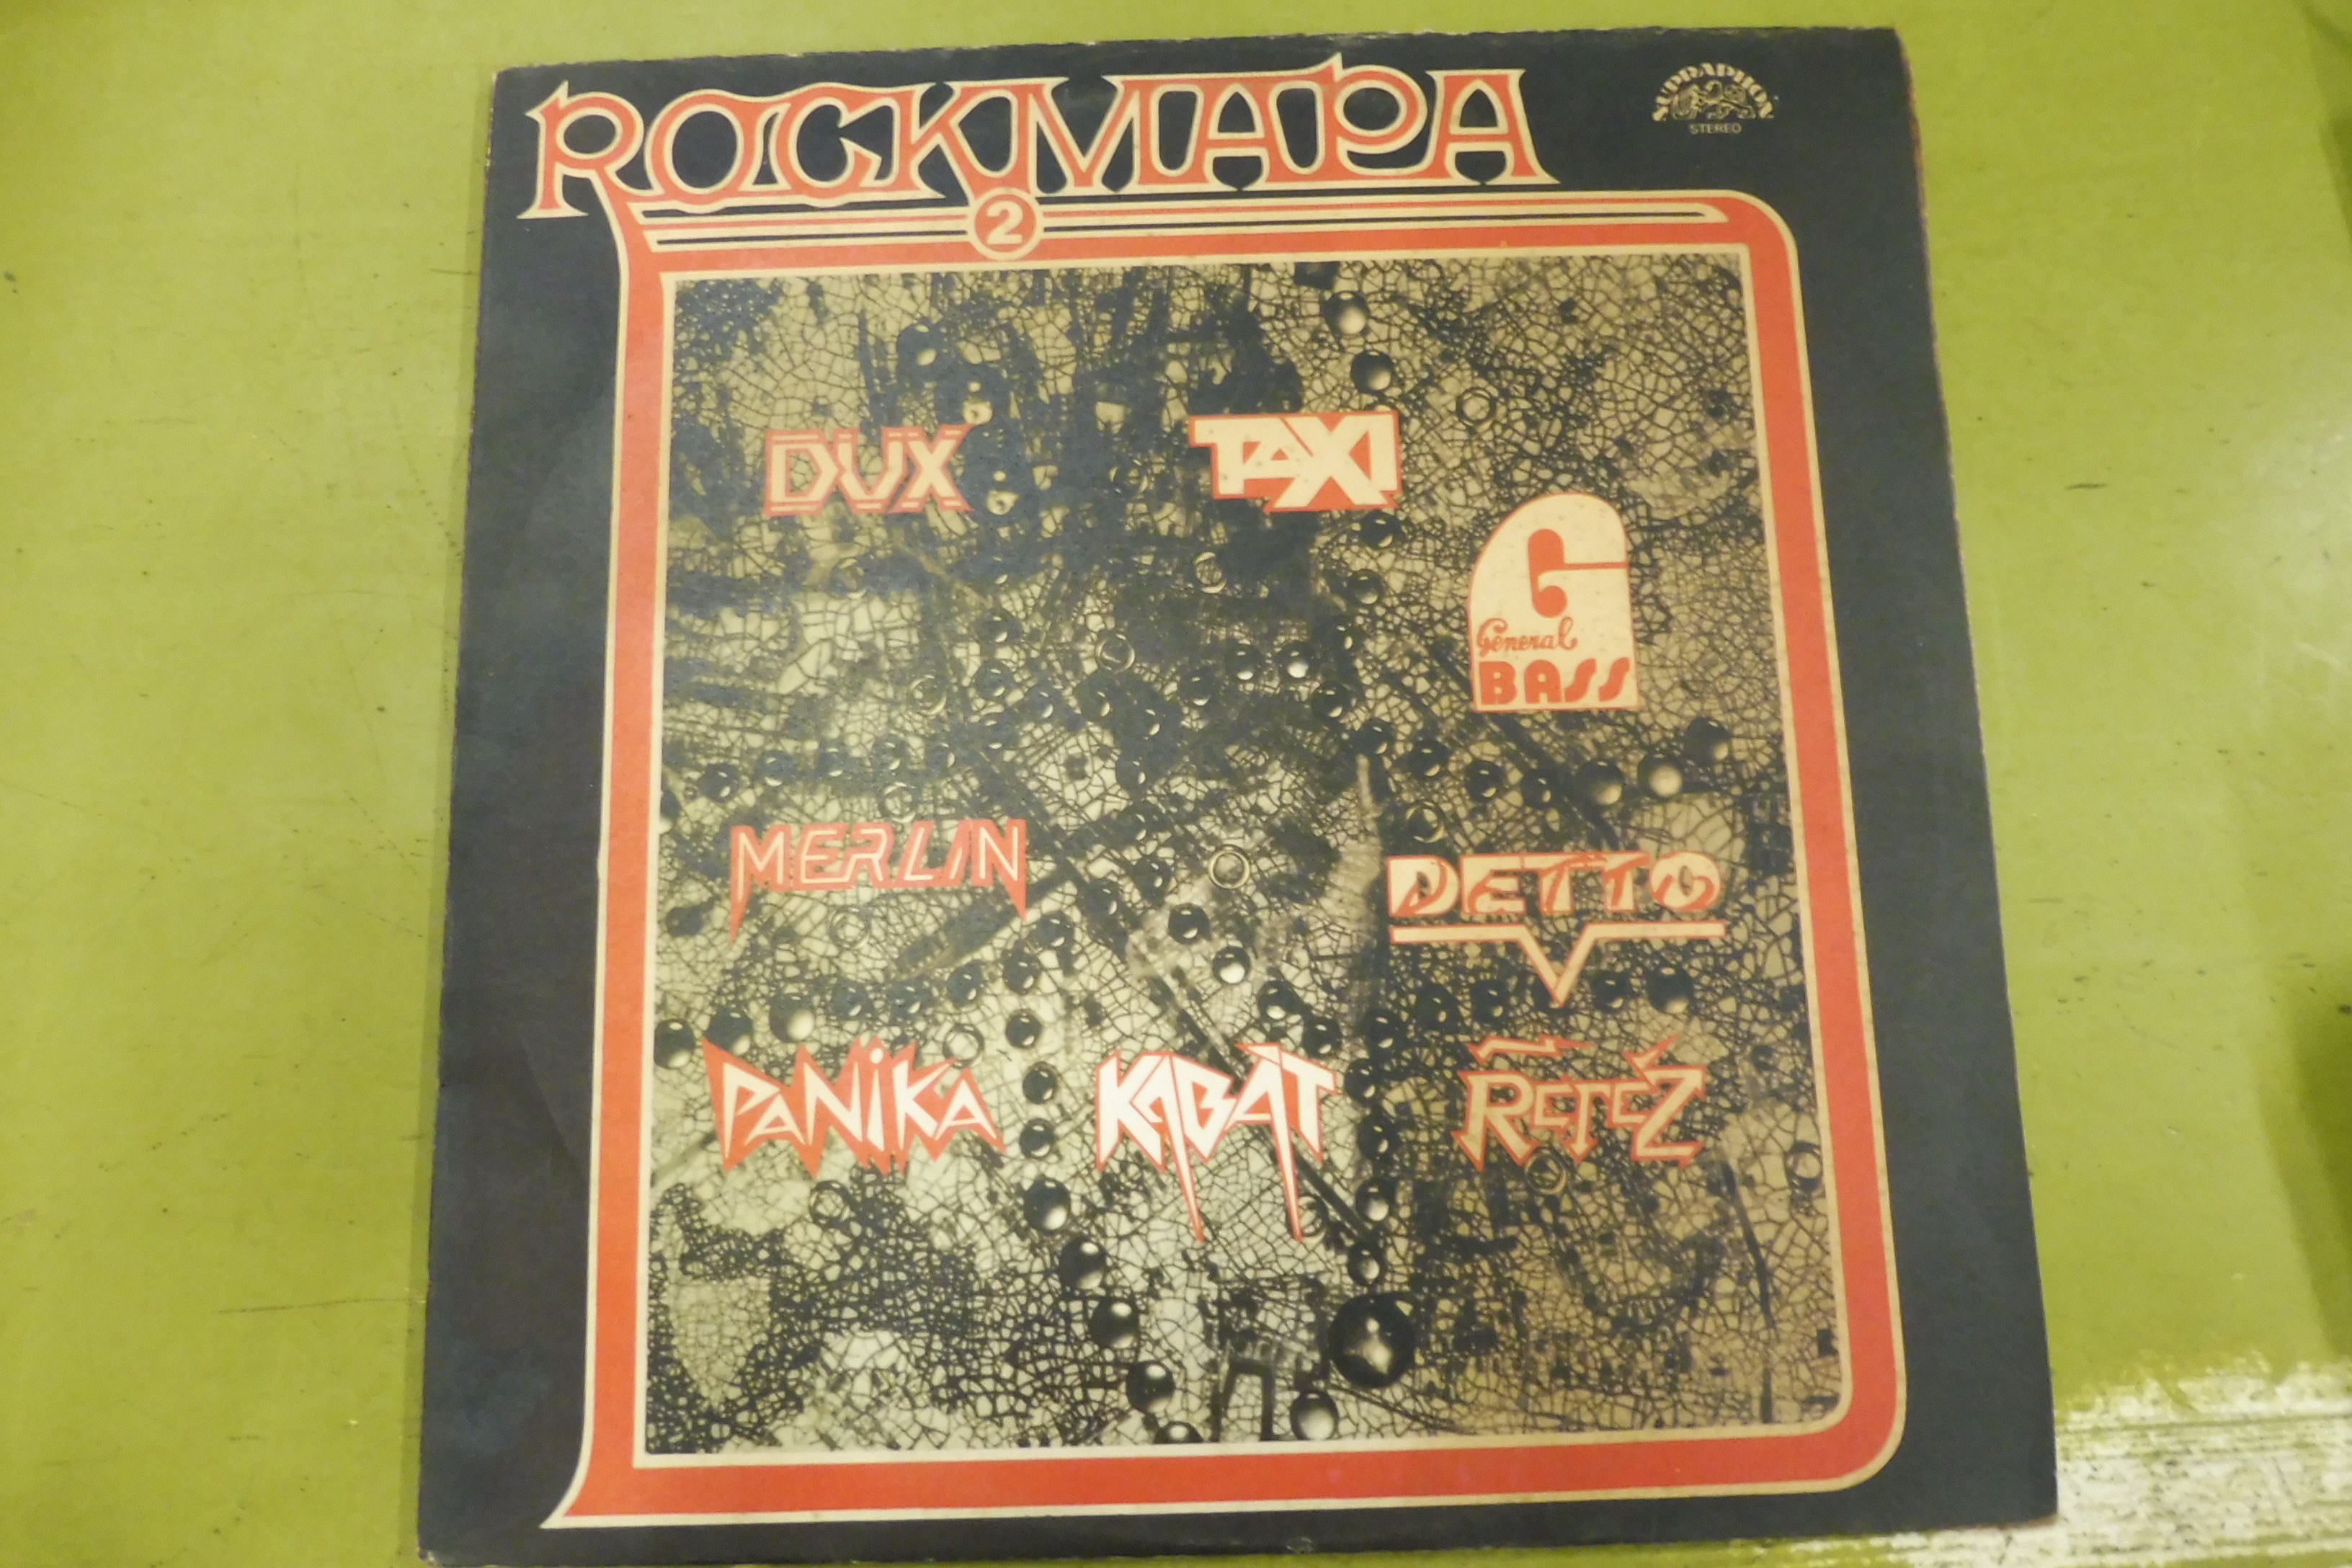 ROCKMAPA
SUPRAPHON
STEREO
2
DUX
TAXI
G
General
BASS
MERLIN
DETTO
PANiKA
KABÁT
ŘETĚZ